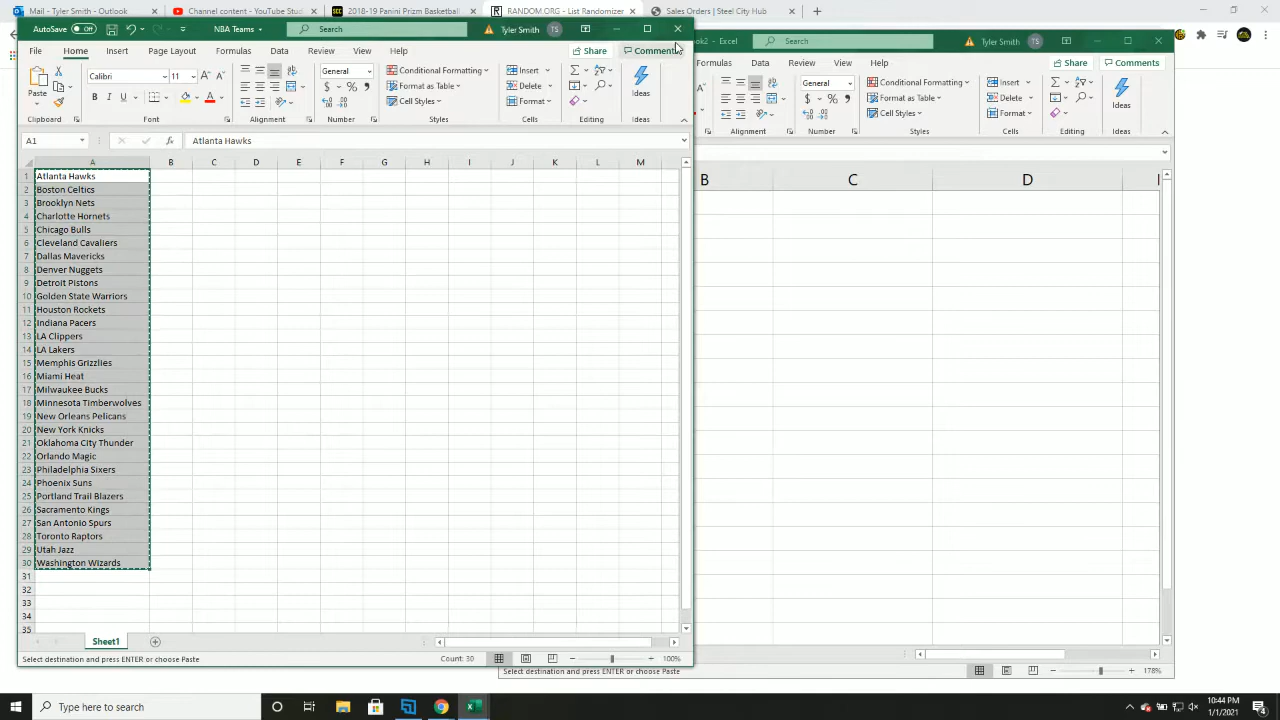 Mail - Tyler Smith - Outlook
Channel content - YouTube Stud
2018-19 Panini Prizm Basketball
RANDOM.ORG - List Randomizer
Sales Orders | Steel City Hub
AutoSave Off NBA Teams Search Tyler Smith TS
File Home Insert Page Layout Formulas Data Review View Help Share Comments
Paste Calibri 11 General Conditional Formatting Format as Table Cell Styles Insert Delete Format Ideas
Clipboard Font Alignment Number Styles Cells Editing Ideas
A1 Atlanta Hawks
A B C D E F G H I J K L M
1 Atlanta Hawks
2 Boston Celtics
3 Brooklyn Nets
4 Charlotte Hornets
5 Chicago Bulls
6 Cleveland Cavaliers
7 Dallas Mavericks
8 Denver Nuggets
9 Detroit Pistons
10 Golden State Warriors
11 Houston Rockets
12 Indiana Pacers
13 LA Clippers
14 LA Lakers
15 Memphis Grizzlies
16 Miami Heat
17 Milwaukee Bucks
18 Minnesota Timberwolves
19 New Orleans Pelicans
20 New York Knicks
21 Oklahoma City Thunder
22 Orlando Magic
23 Philadelphia Sixers
24 Phoenix Suns
25 Portland Trail Blazers
26 Sacramento Kings
27 San Antonio Spurs
28 Toronto Raptors
29 Utah Jazz
30 Washington Wizards
31
32
33
34
35
Sheet1
Select destination and press ENTER or choose Paste Count: 30 100%
ok2 - Excel Search Tyler Smith TS
Formulas Data Review View Help Share Comments
General Conditional Formatting Format as Table Cell Styles Insert Delete Format Ideas
Alignment Number Styles Cells Editing Ideas
B C D
Select destination and press ENTER or choose Paste 178%
Type here to search
10:44 PM
1/1/2021